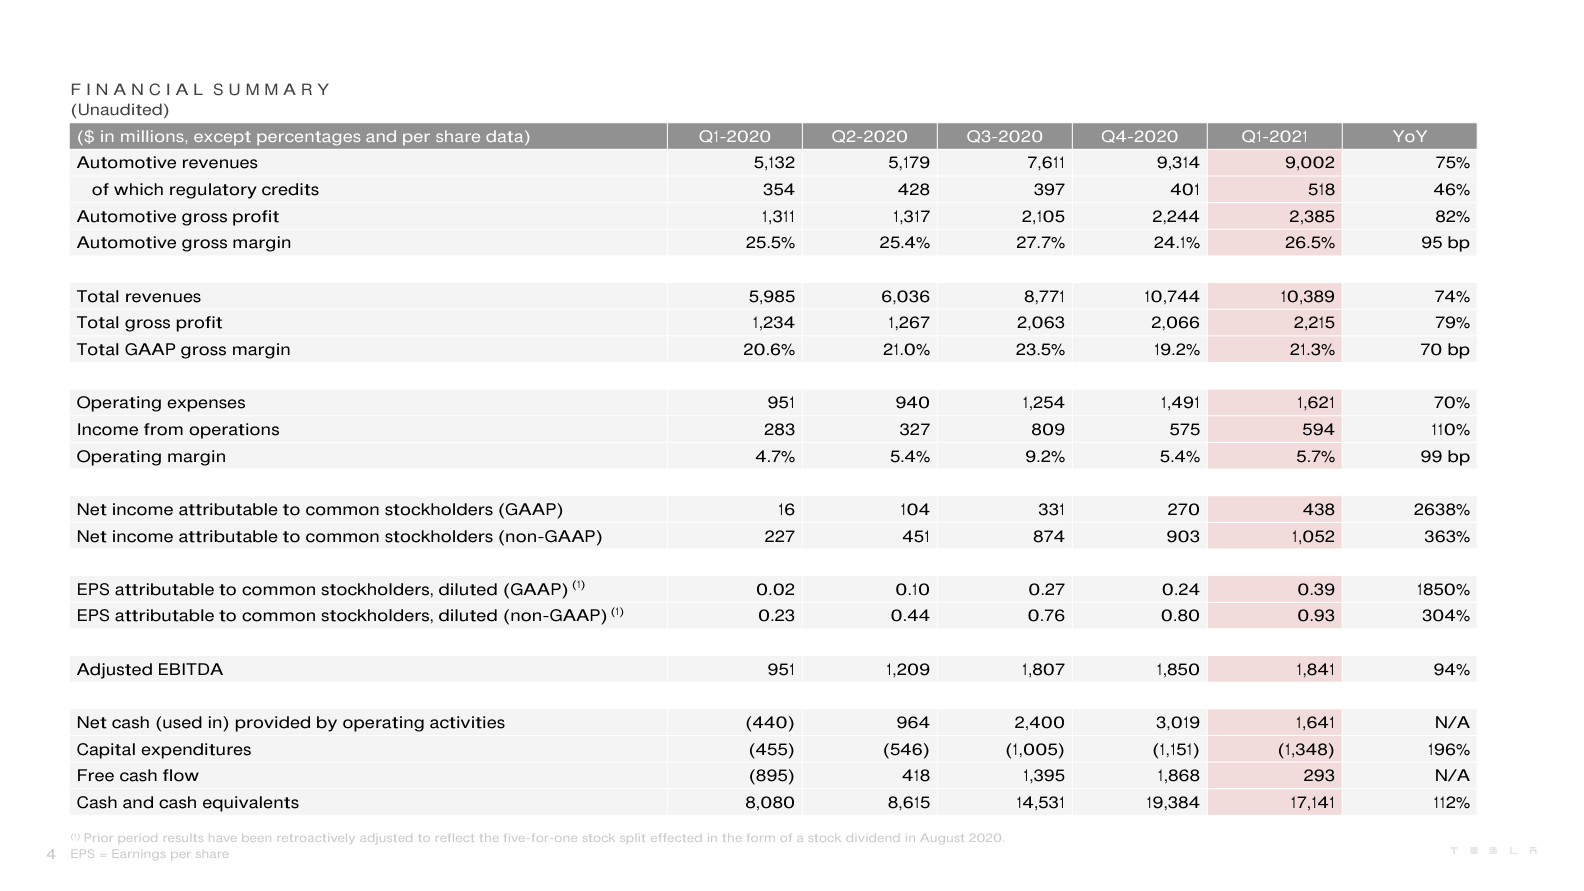 FINANCIAL SUMMARY
(Unaudited)
($ in millions, except percentages and per share data) Q1-2020 Q2-2020 Q3-2020 Q4-2020 Q1-2021 YoY
Automotive revenues 5,132 5,179 7,611 9,314 9,002 75%
of which regulatory credits 354 428 397 401 518 46%
Automotive gross profit 1,311 1,317 2,105 2,244 2,385 82%
Automotive gross margin 25.5% 25.4% 27.7% 24.1% 26.5% 95 bp
Total revenues 5,985 6,036 8,771 10,744 10,389 74%
Total gross profit 1,234 1,267 2,063 2,066 2,215 79%
Total GAAP gross margin 20.6% 21.0% 23.5% 19.2% 21.3% 70 bp
Operating expenses 951 940 1,254 1,491 1,621 70%
Income from operations 283 327 809 575 594 110%
Operating margin 4.7% 5.4% 9.2% 5.4% 5.7% 99 bp
Net income attributable to common stockholders (GAAP) 16 104 331 270 438 2638%
Net income attributable to common stockholders (non-GAAP) 227 451 874 903 1,052 363%
EPS attributable to common stockholders, diluted (GAAP) (1) 0.02 0.10 0.27 0.24 0.39 1850%
EPS attributable to common stockholders, diluted (non-GAAP) (1) 0.23 0.44 0.76 0.80 0.93 304%
Adjusted EBITDA 951 1,209 1,807 1,850 1,841 94%
Net cash (used in) provided by operating activities (440) 964 2,400 3,019 1,641 N/A
Capital expenditures (455) (546) (1,005) (1,151) (1,348) 196%
Free cash flow (895) 418 1,395 1,868 293 N/A
Cash and cash equivalents 8,080 8,615 14,531 19,384 17,141 112%
(1) Prior period results have been retroactively adjusted to reflect the five-for-one stock split effected in the form of a stock dividend in August 2020.
4 EPS = Earnings per share
TESLA